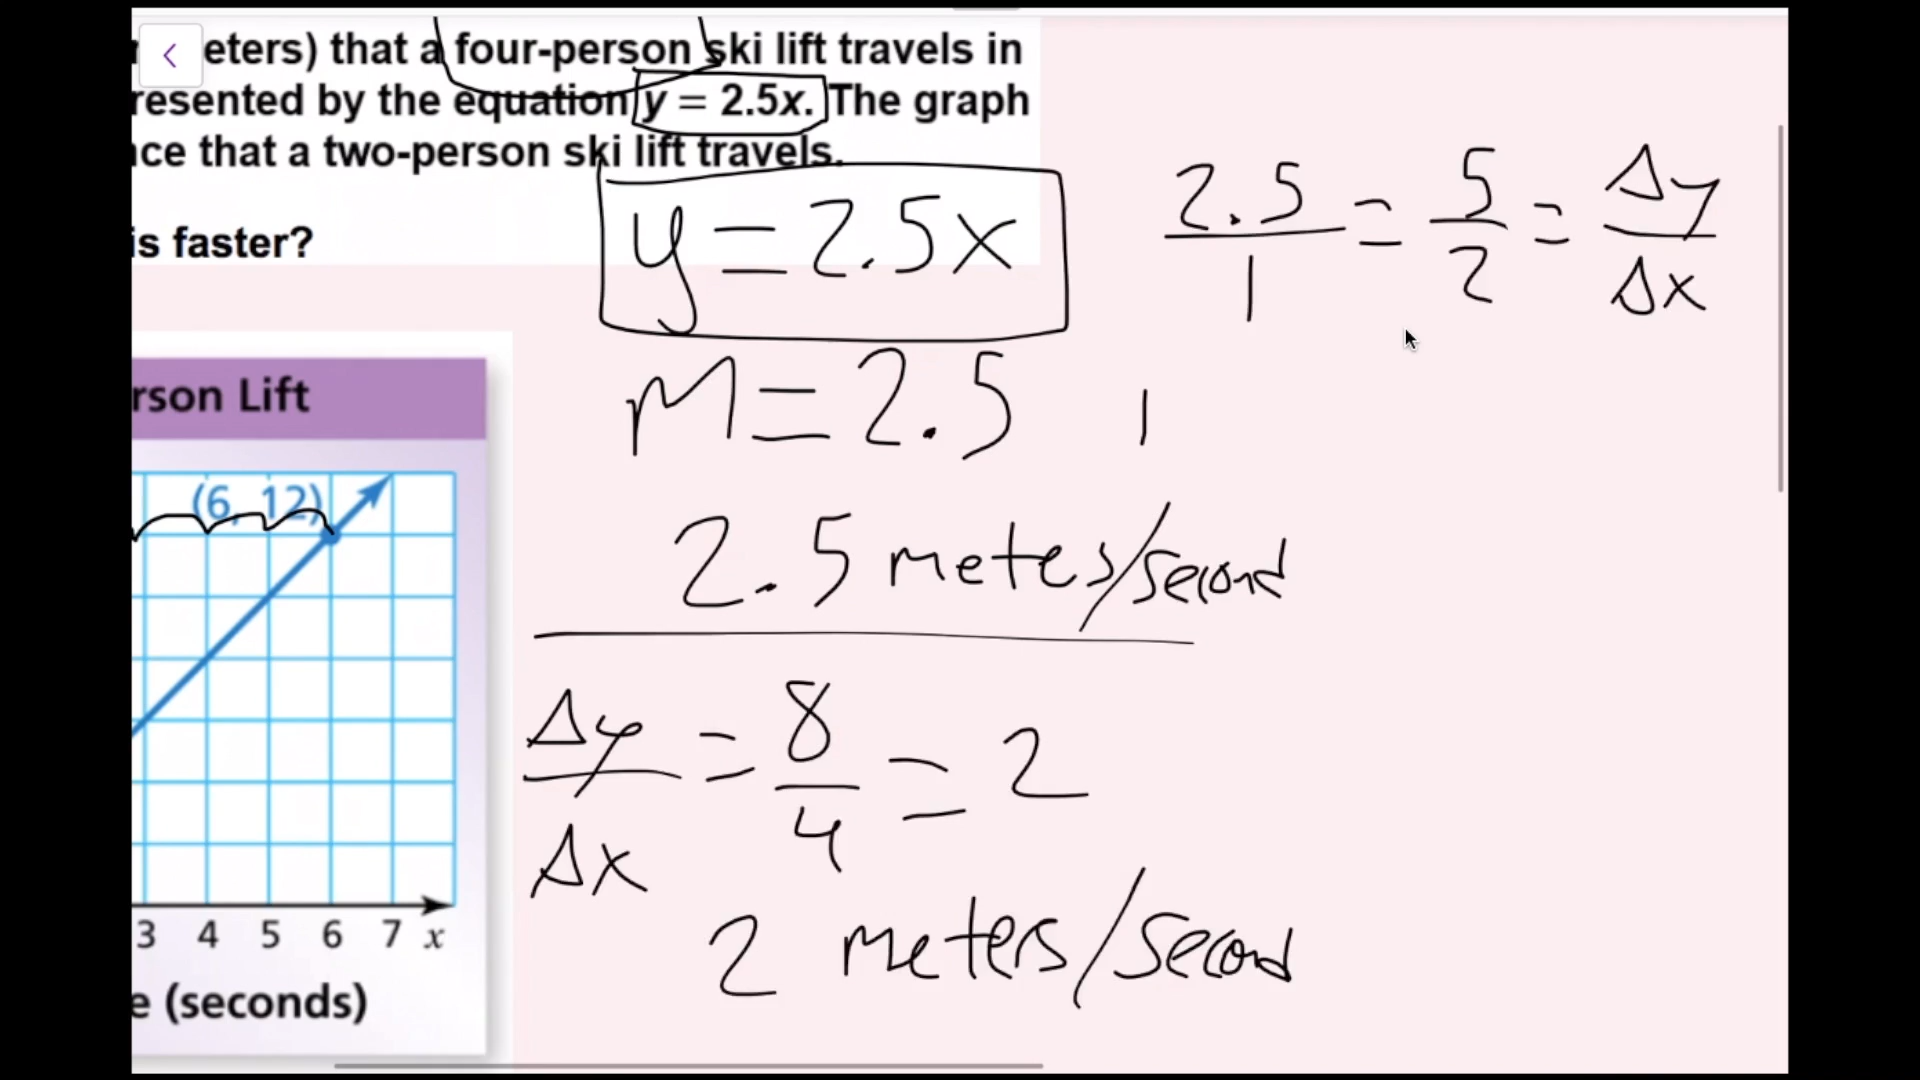 eters) that a four-person ski lift travels in
resented by the equation y = 2.5x. The graph
nce that a two-person ski lift travels.
is faster?
y = 2.5x
2.5/1 = 5/2 = Δy/Δx
m = 2.5
1
2.5 meters/second
rson Lift
(6, 12)
Δy/Δx = 8/4 = 2
2 meters/second
3 4 5 6 7 x
e (seconds)